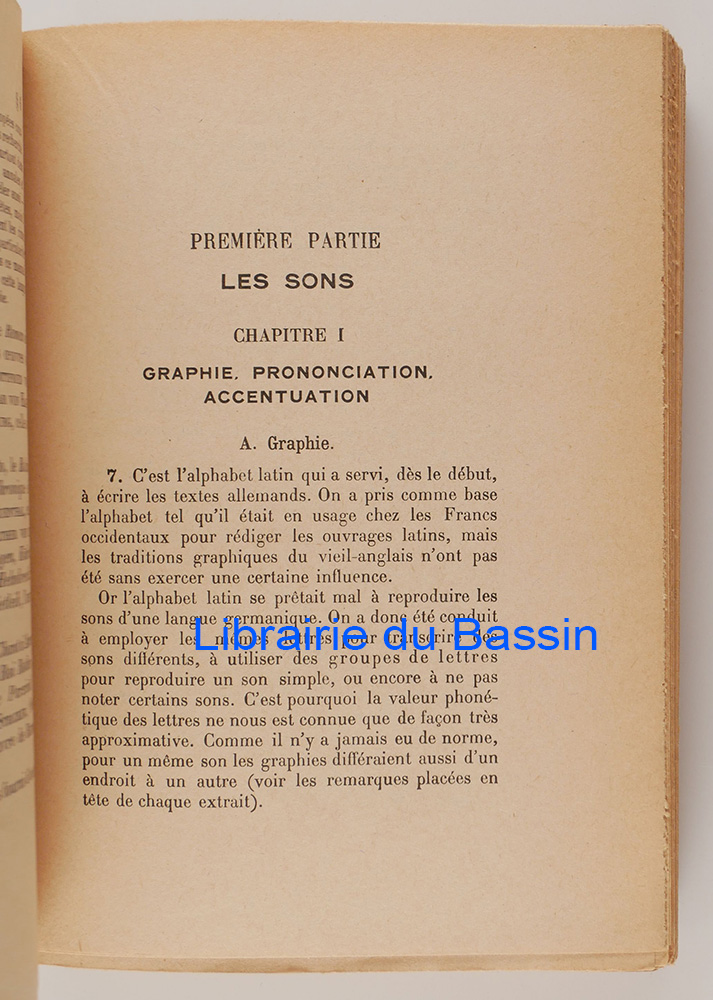 PREMIÈRE PARTIE
LES SONS
CHAPITRE I
GRAPHIE, PRONONCIATION,
ACCENTUATION
A. Graphie.
7. C'est l'alphabet latin qui a servi, dès le début,
à écrire les textes allemands. On a pris comme base
l'alphabet tel qu'il était en usage chez les Francs
occidentaux pour rédiger les ouvrages latins, mais
les traditions graphiques du vieil-anglais n'ont pas
été sans exercer une certaine influence.
Or l'alphabet latin se prêtait mal à reproduire les
sons d'une langue germanique. On a donc été conduit
à employer les mêmes lettres pour transcrire des
Librairie du Bassin
sons différents, à utiliser des groupes de lettres
pour reproduire un son simple, ou encore à ne pas
noter certains sons. C'est pourquoi la valeur phoné-
tique des lettres ne nous est connue que de façon très
approximative. Comme il n'y a jamais eu de norme,
pour un même son les graphies différaient aussi d'un
endroit à un autre (voir les remarques placées en
tête de chaque extrait).